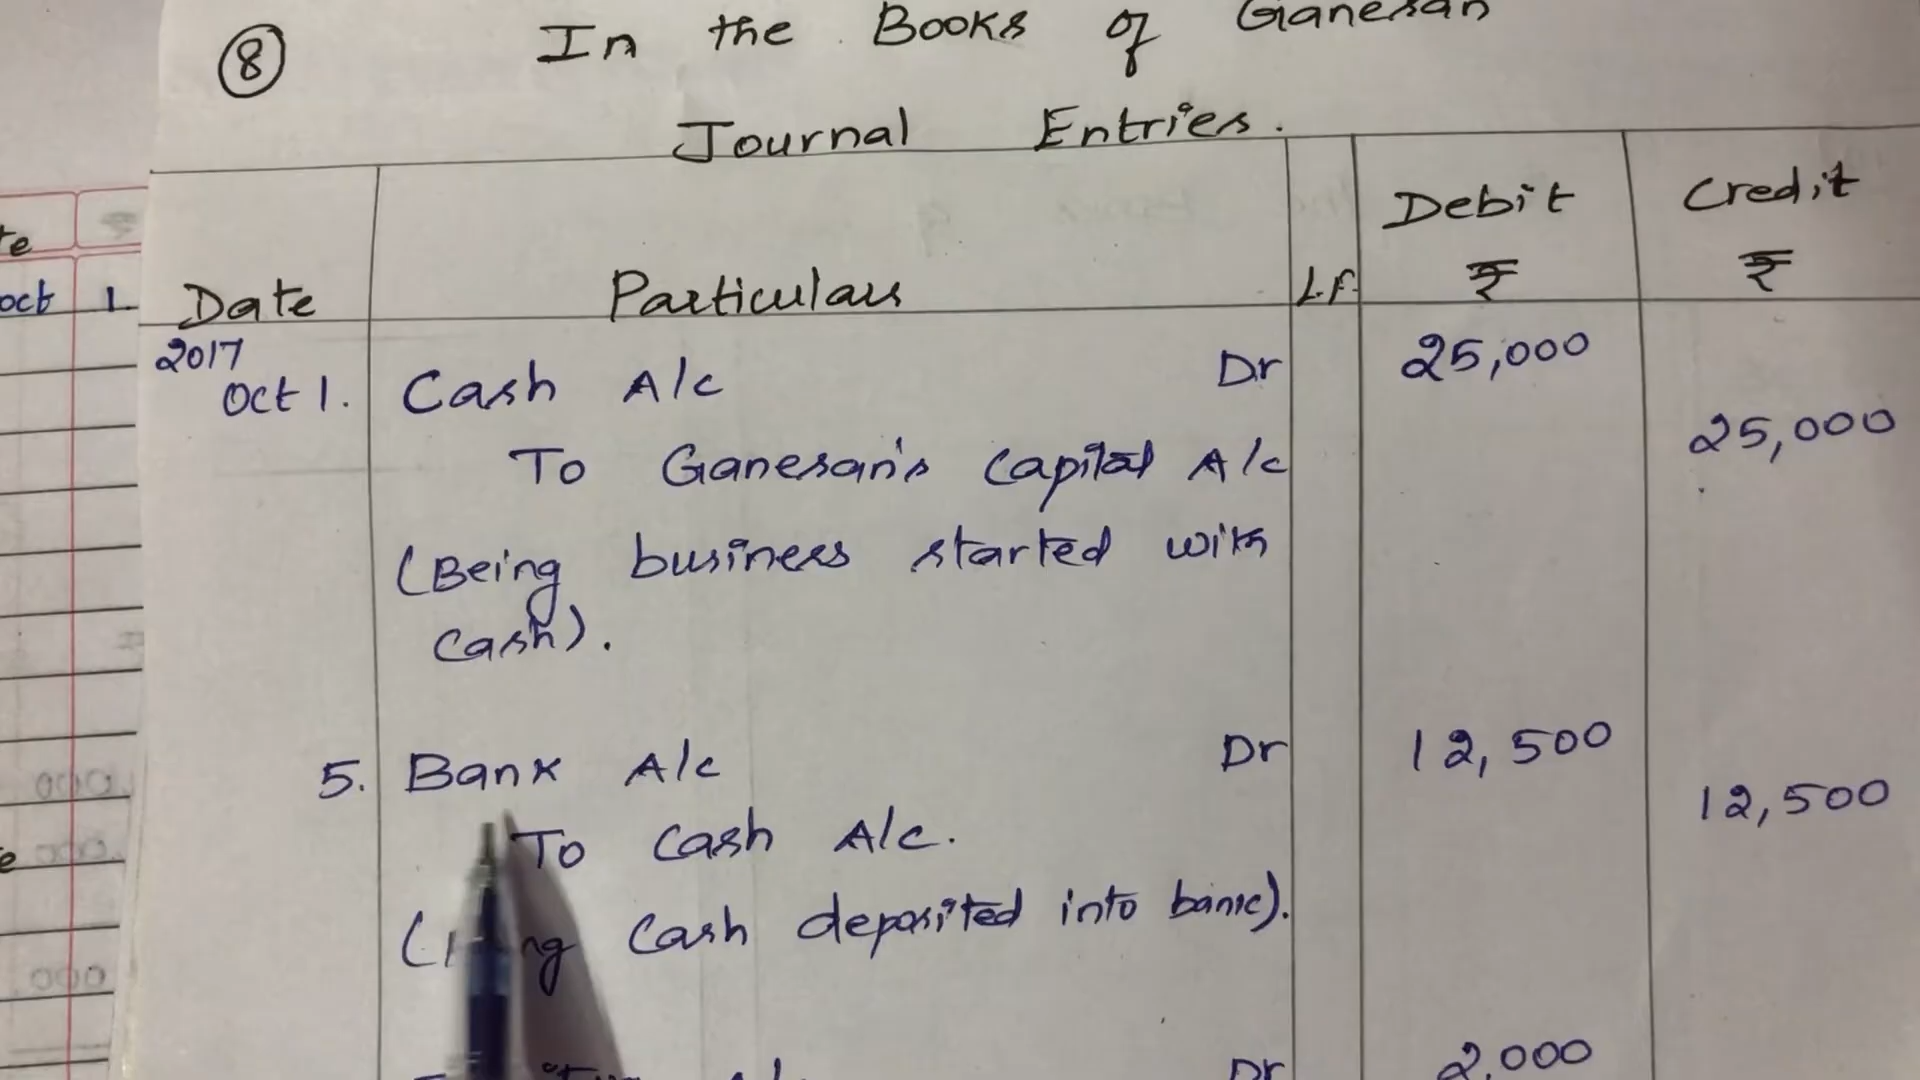 8 In the Books of Ganesan
Journal Entries.
Date Particulars L.F. Debit ₹ Credit ₹
2017
Oct 1. Cash A/c Dr 25,000
To Ganesan's Capital A/c 25,000
(Being business started with
cash).
5. Bank A/c Dr 12,500
To Cash A/c. 12,500
cash deposited into bank).
A/c Dr 2,000
oct 1